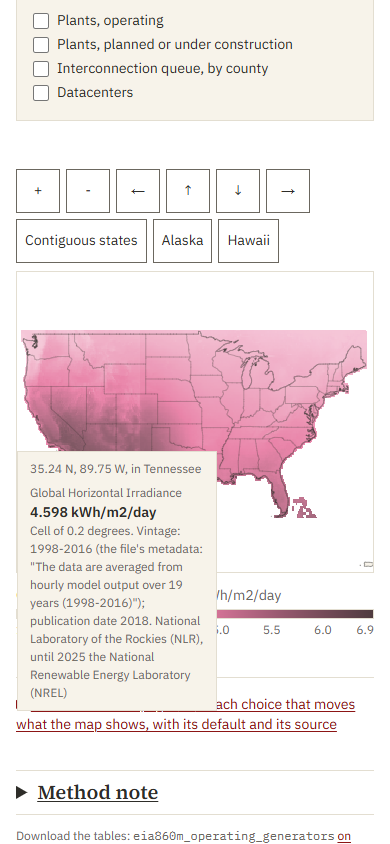 Plants, operating
Plants, planned or under construction
Interconnection queue, by county
Datacenters
+ - ← ↑ ↓ →
Contiguous states Alaska Hawaii
35.24 N, 89.75 W, in Tennessee
Global Horizontal Irradiance
4.598 kWh/m2/day
Cell of 0.2 degrees. Vintage:
1998-2016 (the file's metadata:
"The data are averaged from
hourly model output over 19
years (1998-2016)");
publication date 2018. National
Laboratory of the Rockies (NLR),
until 2025 the National
Renewable Energy Laboratory
(NREL)
/h/m2/day
5.0 5.5 6.0 6.9
each choice that moves
what the map shows, with its default and its source
▶ Method note
Download the tables: eia860m_operating_generators on